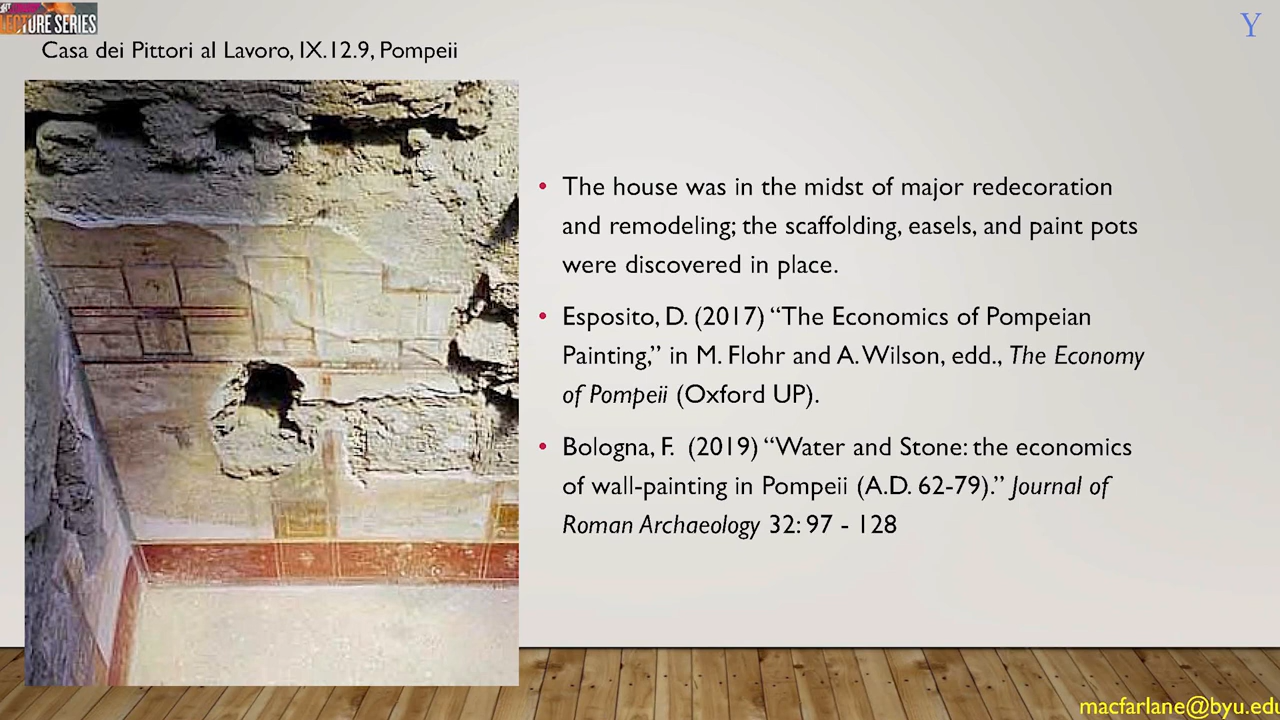 LECTURE SERIES
Y
Casa dei Pittori al Lavoro, IX.12.9, Pompeii
• The house was in the midst of major redecoration
and remodeling; the scaffolding, easels, and paint pots
were discovered in place.
• Esposito, D. (2017) “The Economics of Pompeian
Painting,” in M. Flohr and A. Wilson, edd., The Economy
of Pompeii (Oxford UP).
• Bologna, F. (2019) “Water and Stone: the economics
of wall-painting in Pompeii (A.D. 62-79).” Journal of
Roman Archaeology 32: 97 - 128
macfarlane@byu.edu